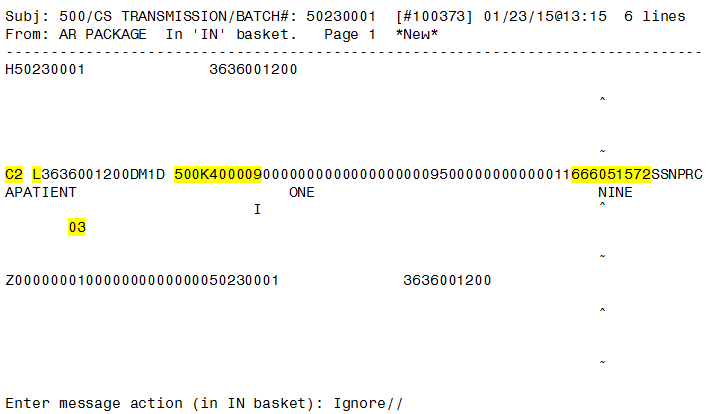 Subj: 500/CS TRANSMISSION/BATCH#: 50230001  [#100373] 01/23/15@13:15  6 lines
From: AR PACKAGE  In 'IN' basket.   Page 1  *New*
-------------------------------------------------------------------------------
H50230001              3636001200
^
~
C2 L3636001200DM1D 500K40000900000000000000000009500000000000011666051572SSNPRC
APATIENT                        ONE                                NINE
I                                      ^
03
~
Z000000010000000000000050230001              3636001200
^
~
Enter message action (in IN basket): Ignore//